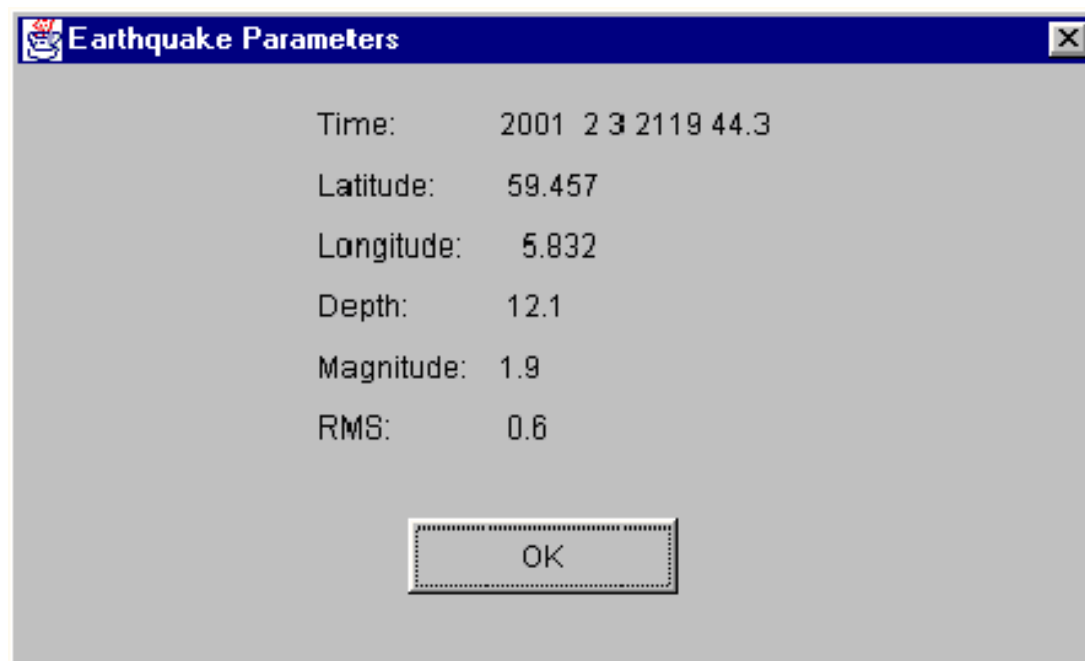 Earthquake Parameters
Time: 2001 2 3 2119 44.3
Latitude: 59.457
Longitude: 5.832
Depth: 12.1
Magnitude: 1.9
RMS: 0.6
OK